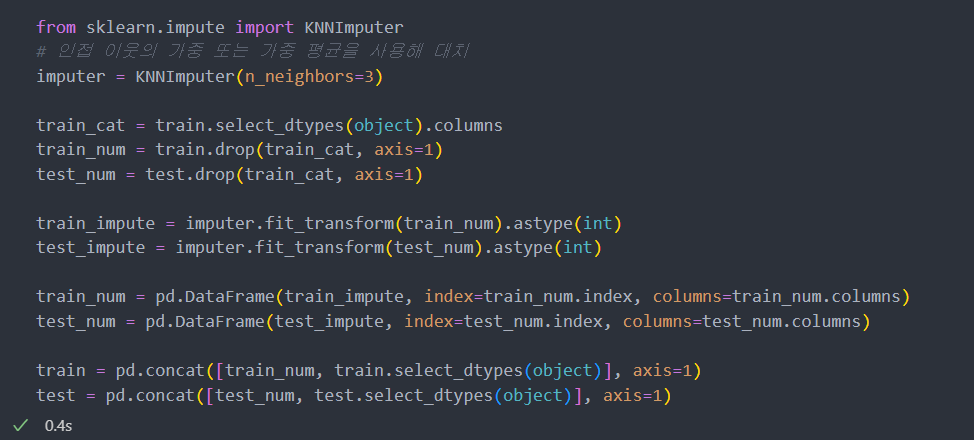 from sklearn.impute import KNNImputer
# 인접 이웃의 가중 또는 가중 평균을 사용해 대치
imputer = KNNImputer(n_neighbors=3)
train_cat = train.select_dtypes(object).columns
train_num = train.drop(train_cat, axis=1)
test_num = test.drop(train_cat, axis=1)
train_impute = imputer.fit_transform(train_num).astype(int)
test_impute = imputer.fit_transform(test_num).astype(int)
train_num = pd.DataFrame(train_impute, index=train_num.index, columns=train_num.columns)
test_num = pd.DataFrame(test_impute, index=test_num.index, columns=test_num.columns)
train = pd.concat([train_num, train.select_dtypes(object)], axis=1)
test = pd.concat([test_num, test.select_dtypes(object)], axis=1)
0.4s